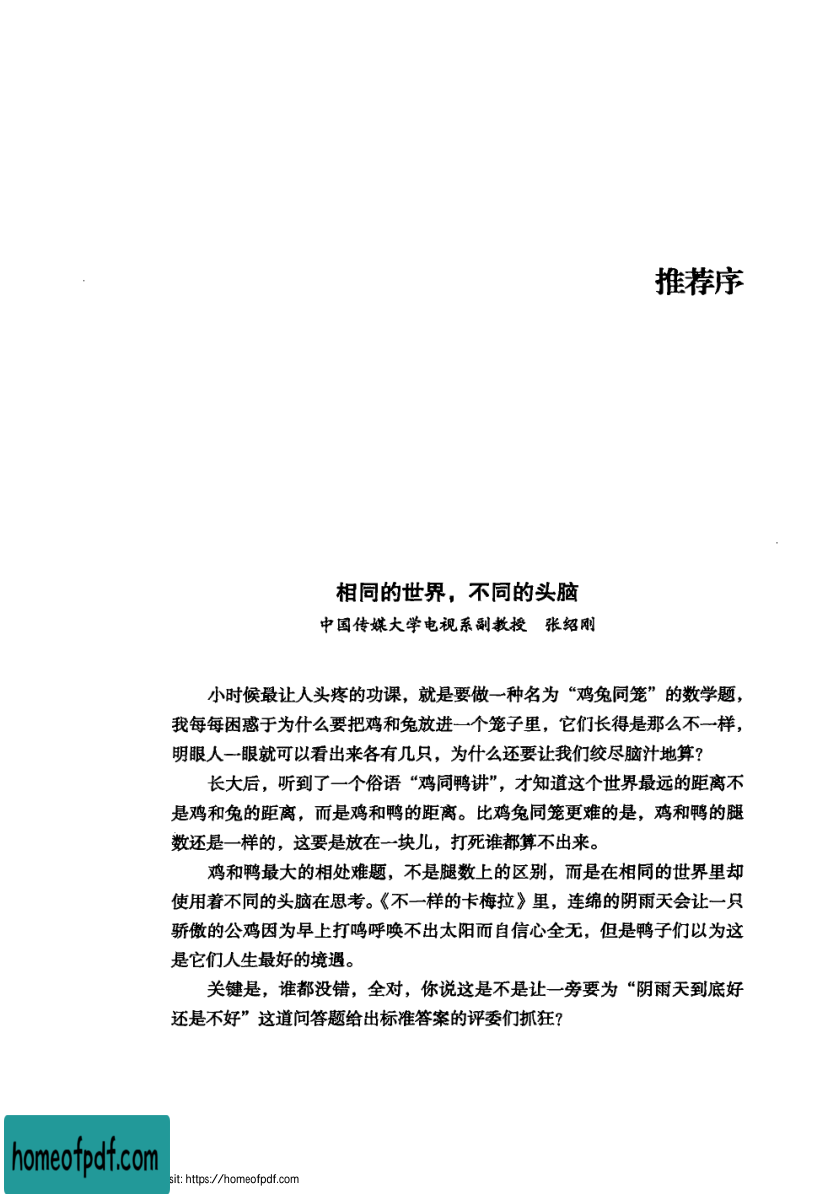 推荐序
相同的世界，不同的头脑
中国传媒大学电视系副教授　张绍刚
小时候最让人头疼的功课，就是要做一种名为“鸡兔同笼”的数学题，
我每每困惑于为什么要把鸡和兔放进一个笼子里，它们长得是那么不一样，
明眼人一眼就可以看出来各有几只，为什么还要让我们绞尽脑汁地算？
长大后，听到了一个俗语“鸡同鸭讲”，才知道这个世界最远的距离不
是鸡和兔的距离，而是鸡和鸭的距离。比鸡兔同笼更难的是，鸡和鸭的腿
数还是一样的，这要是放在一块儿，打死谁都算不出来。
鸡和鸭最大的相处难题，不是腿数上的区别，而是在相同的世界里却
使用着不同的头脑在思考。《不一样的卡梅拉》里，连绵的阴雨天会让一只
骄傲的公鸡因为早上打鸣呼唤不出太阳而自信心全无，但是鸭子们以为这
是它们人生最好的境遇。
关键是，谁都没错，全对，你说这是不是让一旁要为“阴雨天到底好
还是不好”这道问答题给出标准答案的评委们抓狂？
homeofpdf.com
sit: https://homeofpdf.com